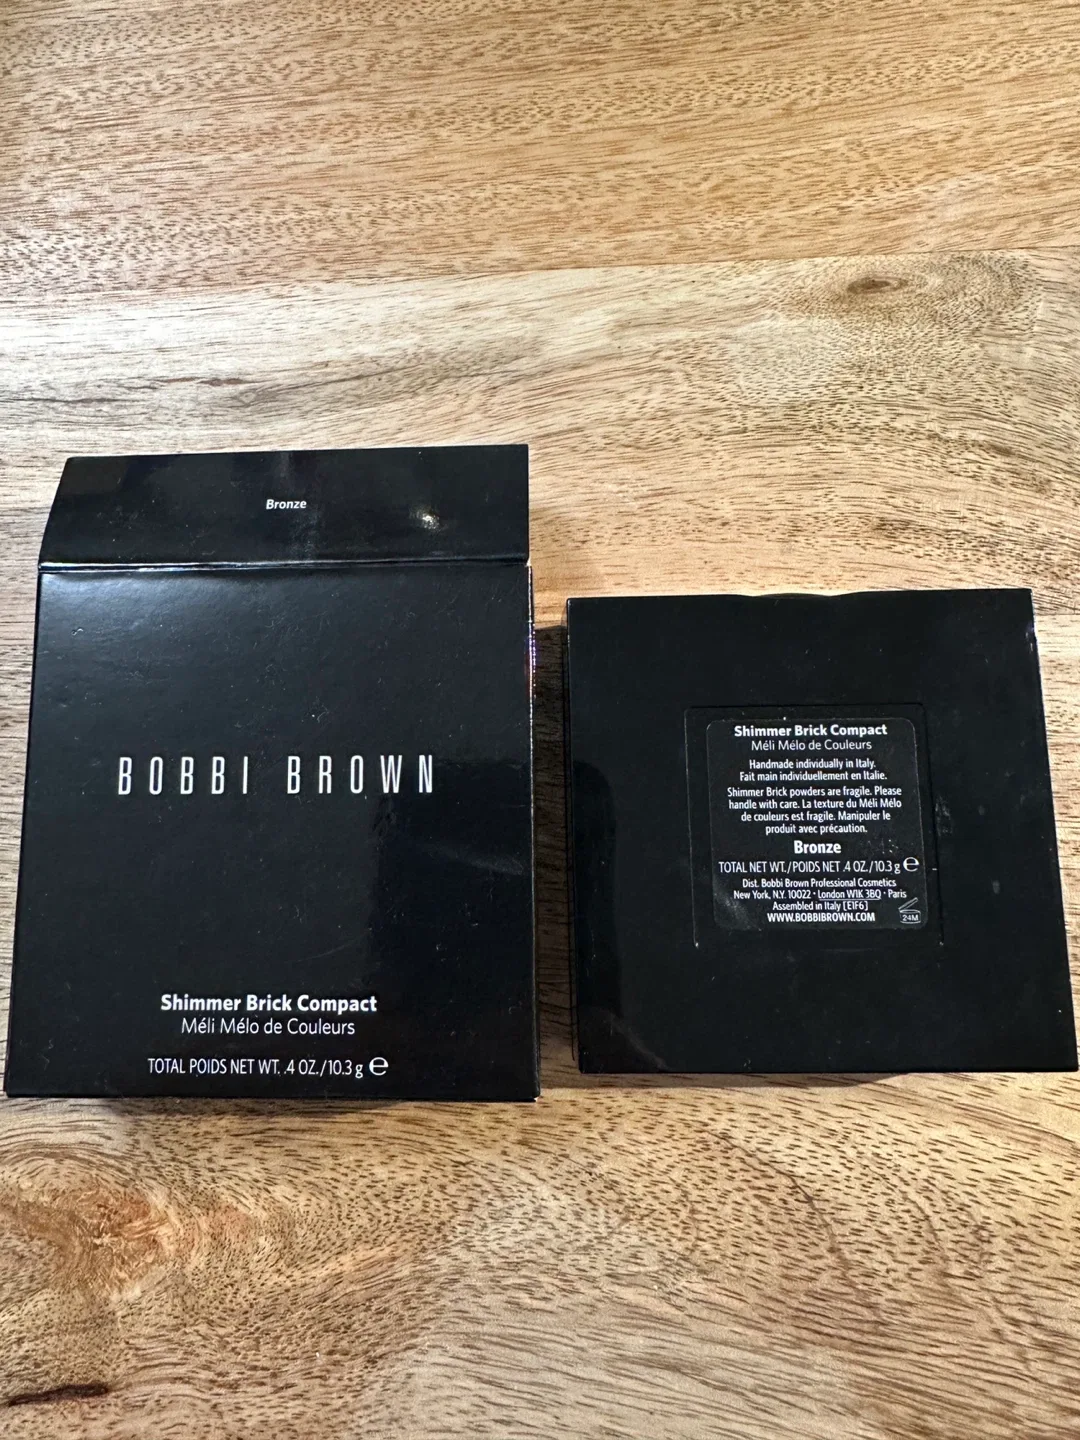 Bronze
BOBBI BROWN
Shimmer Brick Compact
Méli Mélo de Couleurs
TOTAL POIDS NET WT. .4 OZ./10.3 g ℮
Shimmer Brick Compact
Méli Mélo de Couleurs
Handmade individually in Italy.
Fait main individuellement en Italie.
Shimmer Brick powders are fragile. Please
handle with care. La texture du Méli Mélo
de couleurs est fragile. Manipuler le
produit avec précaution.
Bronze
TOTAL NET WT./POIDS NET .4 OZ./10.3 g ℮
Dist. Bobbi Brown Professional Cosmetics
New York, N.Y. 10022 · London W1K 3BQ · Paris
Assembled in Italy [E1F6]
WWW.BOBBIBROWN.COM
24M